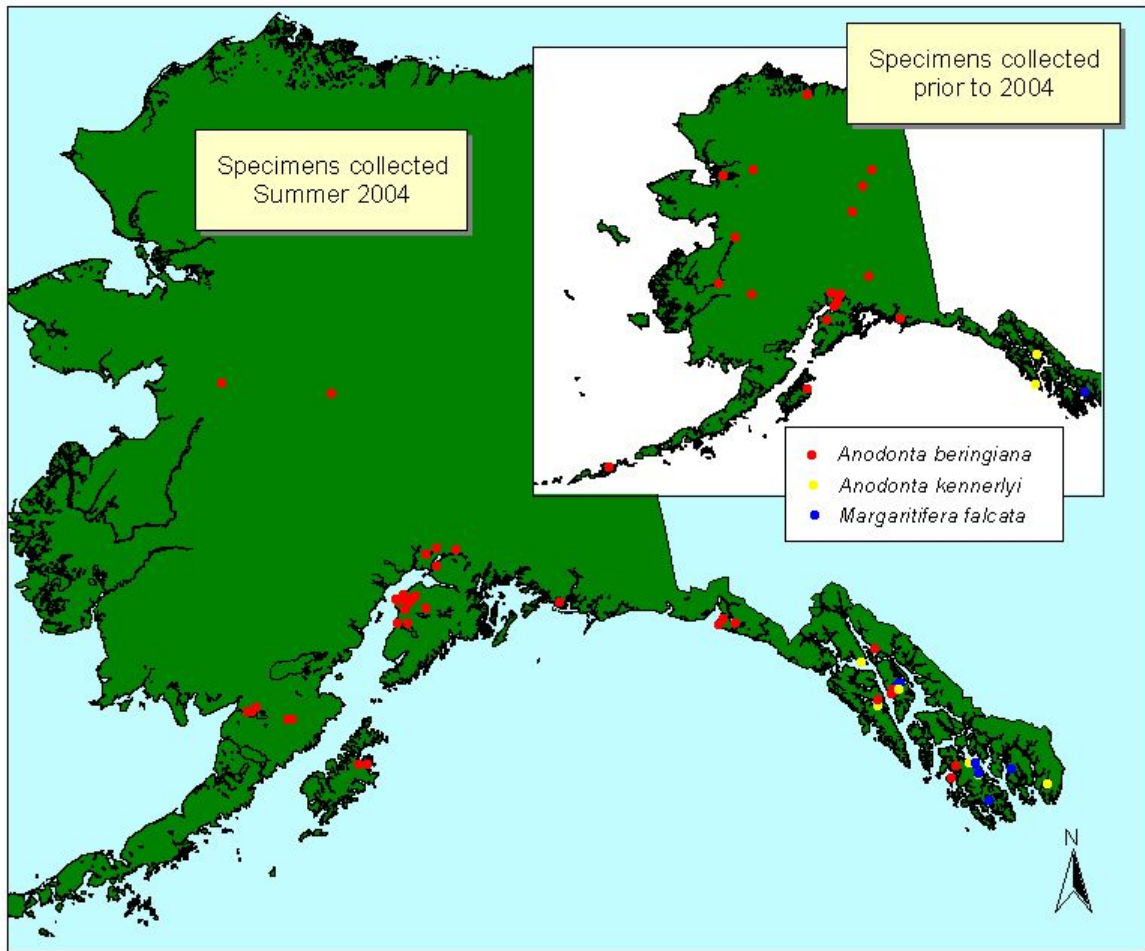 Specimens collected
prior to 2004
Specimens collected
Summer 2004
Anodonta beringiana
Anodonta kennerlyi
Margaritifera falcata
N